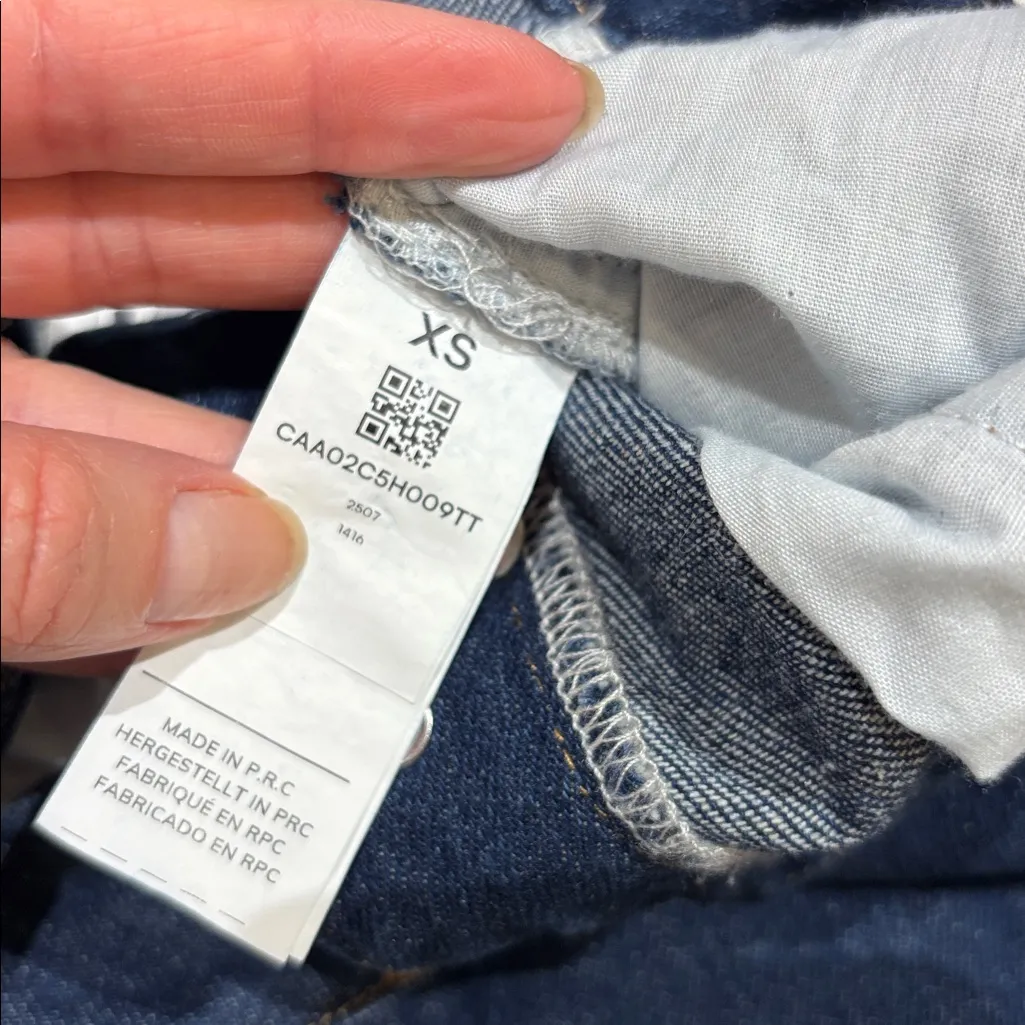 XS
CAA02C5H009TT
2507
1416
MADE IN P.R.C
HERGESTELLT IN PRC
FABRIQUÉ EN RPC
FABRICADO EN RPC